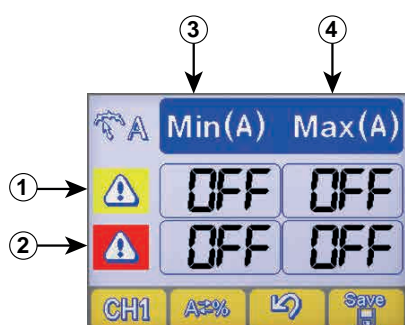 3 4
A Min(A) Max(A)
1 OFF OFF
2 OFF OFF
CH1 A⇄% Save